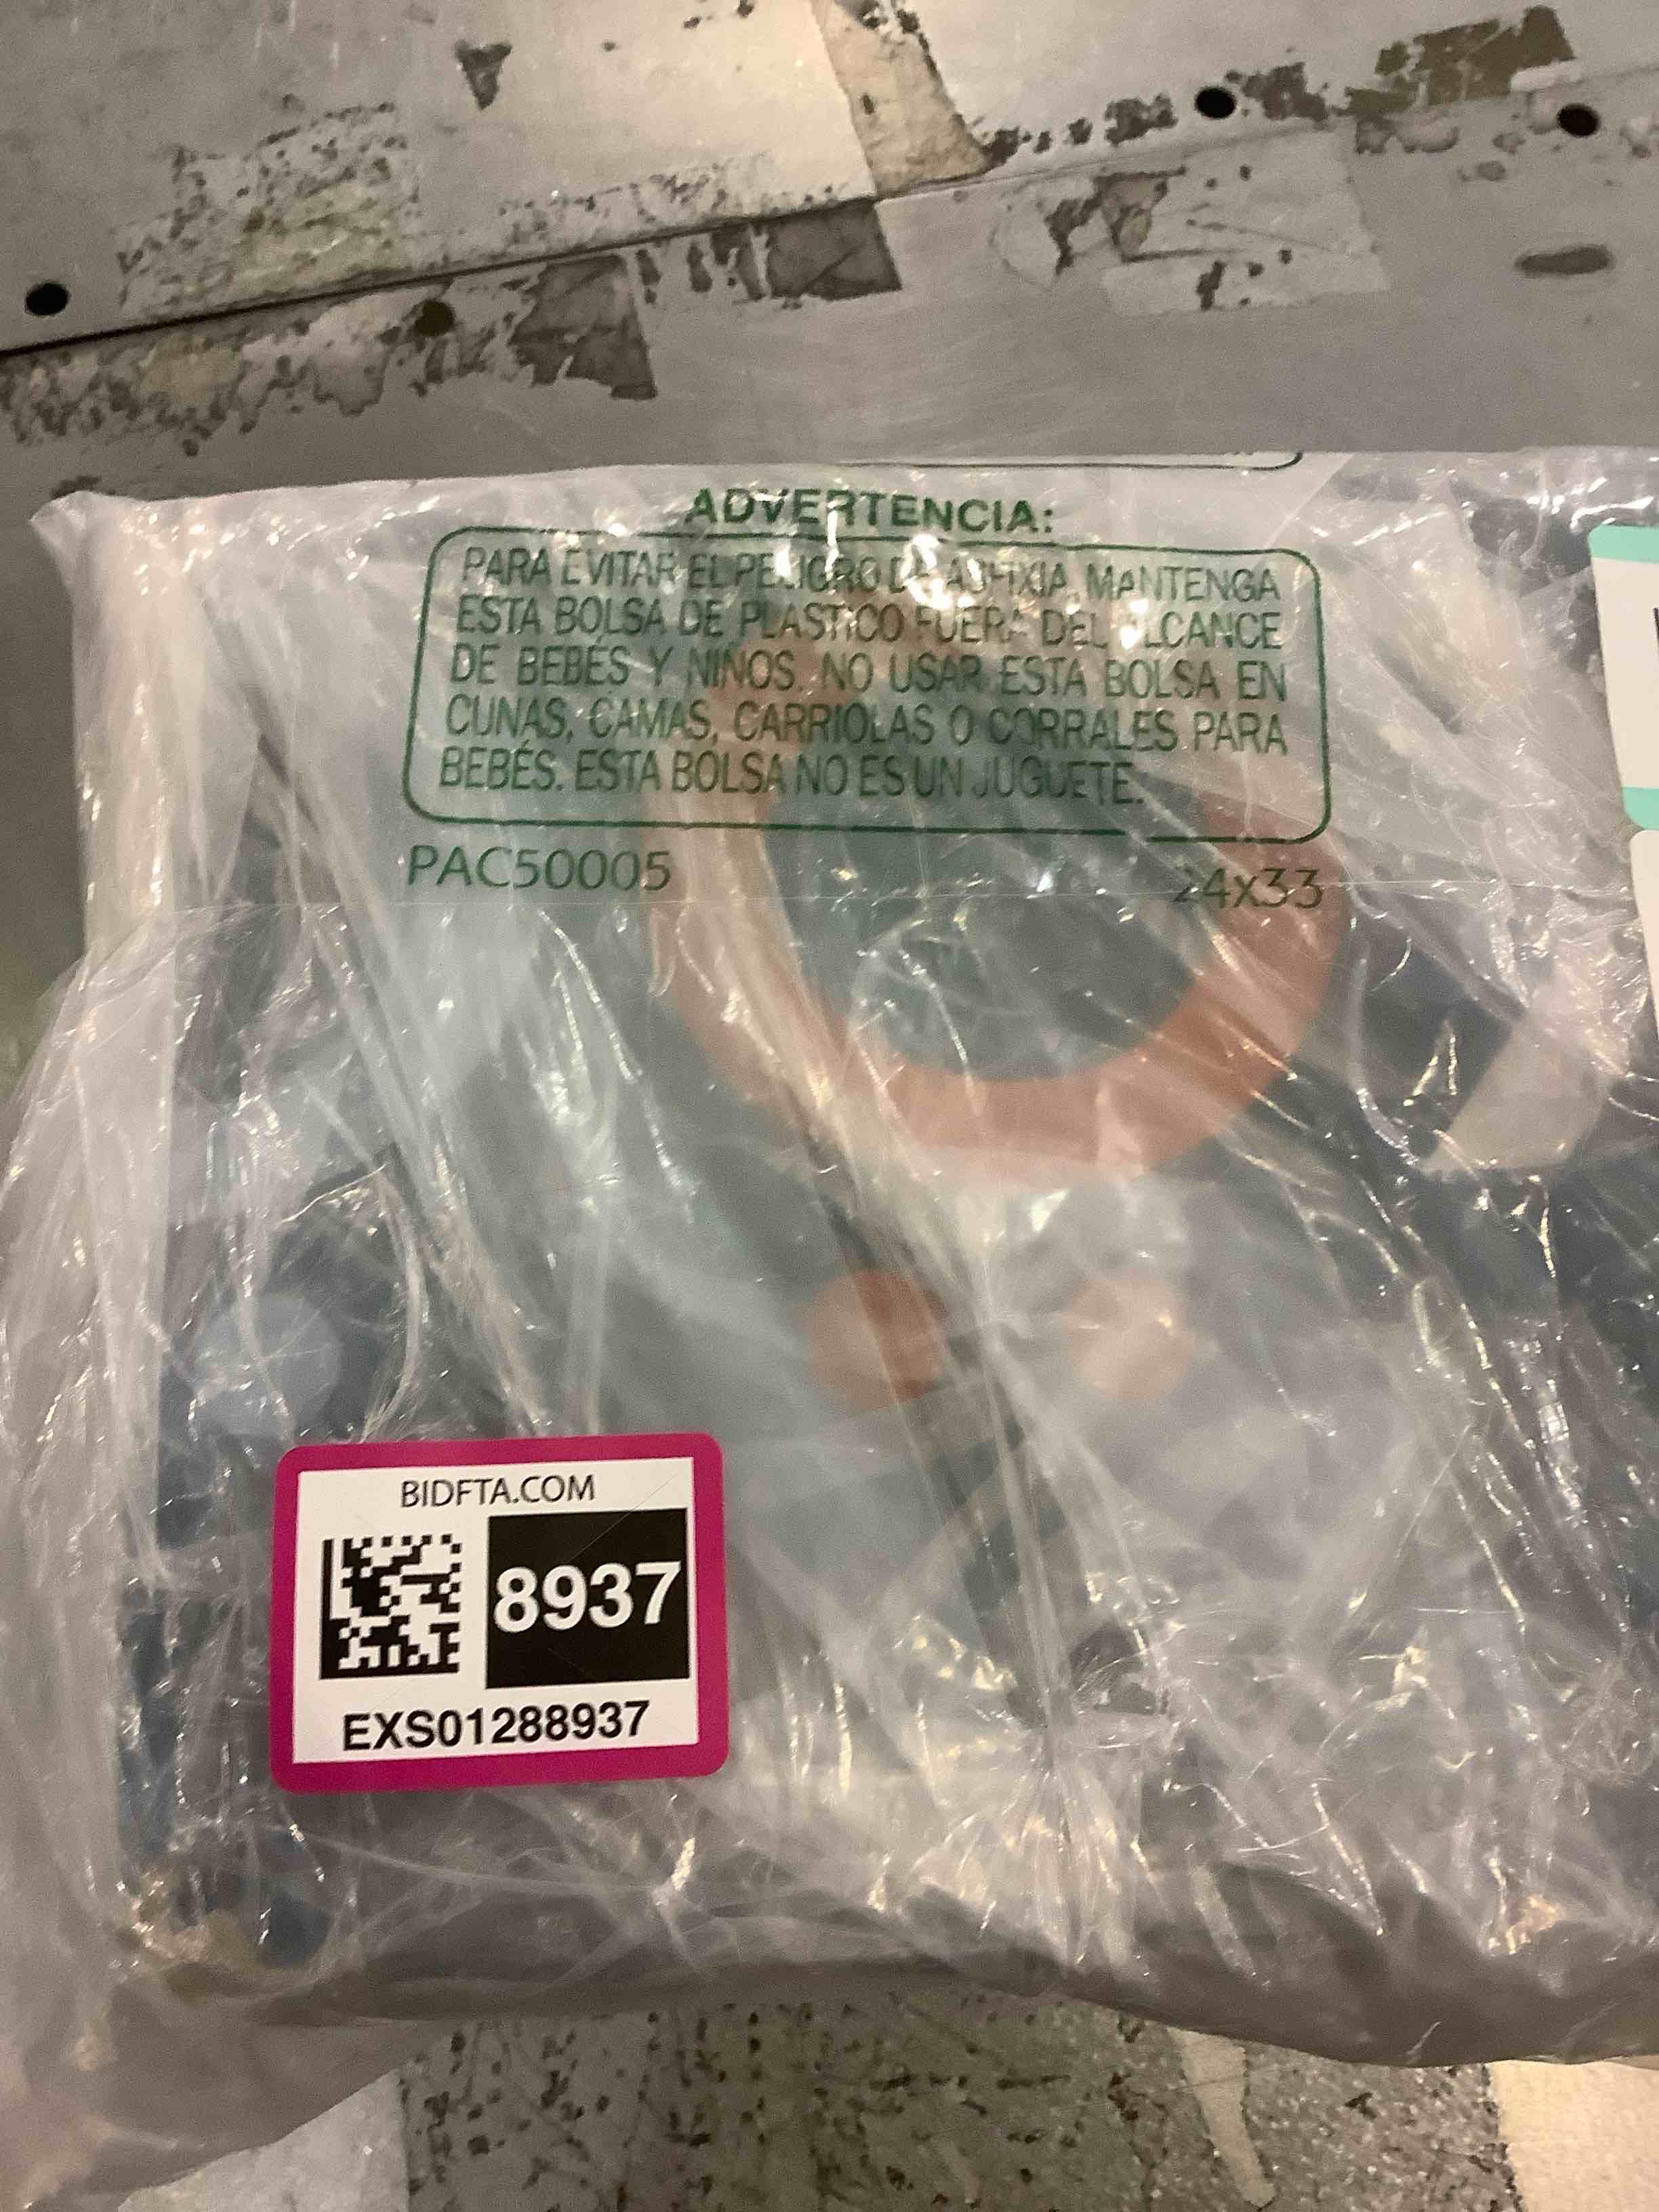 ADVERTENCIA:
PARA EVITAR EL PELIGRO DE ASFIXIA, MANTENGA
ESTA BOLSA DE PLASTICO FUERA DEL ALCANCE
DE BEBÉS Y NIÑOS. NO USAR ESTA BOLSA EN
CUNAS, CAMAS, CARRIOLAS O CORRALES PARA
BEBÉS. ESTA BOLSA NO ES UN JUGUETE.
PAC50005
24x33
BIDFTA.COM
8937
EXS01288937